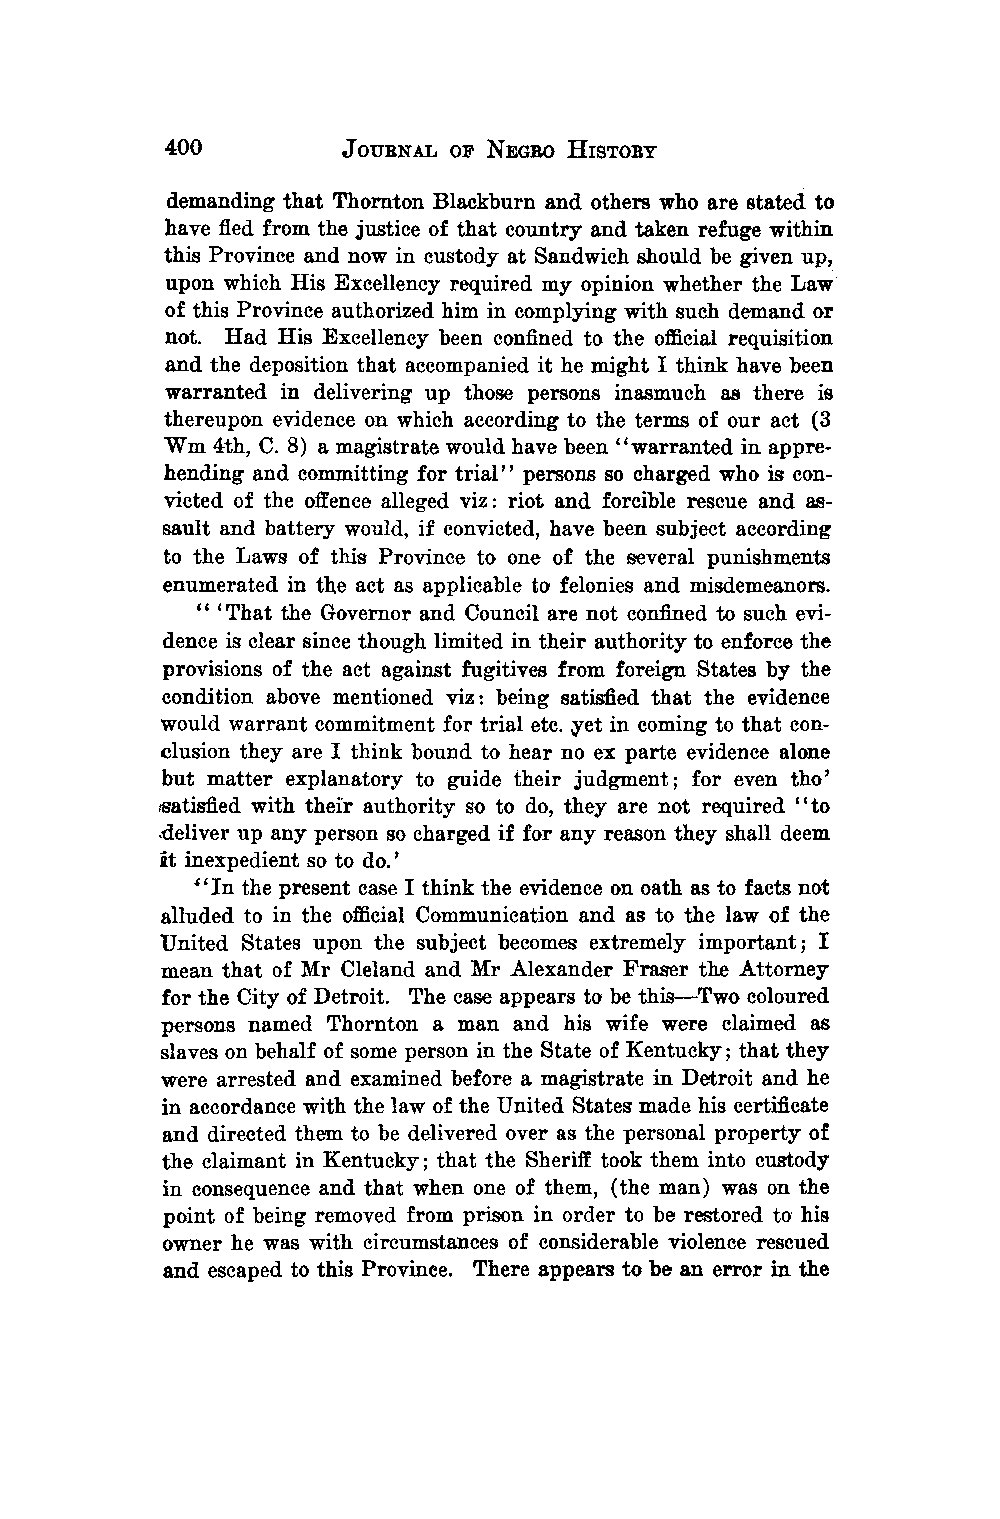 400 JOURNAL OF NEGRO HISTORY
demanding that Thornton Blackburn and others who are stated to
have fled from the justice of that country and taken refuge within
this Province and now in custody at Sandwich should be given up,
upon which His Excellency required my opinion whether the Law
of this Province authorized him in complying with such demand or
not. Had His Excellency been confined to the official requisition
and the deposition that accompanied it he might I think have been
warranted in delivering up those persons inasmuch as there is
thereupon evidence on which according to the terms of our act (3
Wm 4th, C. 8) a magistrate would have been "warranted in appre-
hending and committing for trial" persons so charged who is con-
victed of the offence alleged viz: riot and forcible rescue and as-
sault and battery would, if convicted, have been subject according
to the Laws of this Province to one of the several punishments
enumerated in the act as applicable to felonies and misdemeanors.
" 'That the Governor and Council are not confined to such evi-
dence is clear since though limited in their authority to enforce the
provisions of the act against fugitives from foreign States by the
condition above mentioned viz: being satisfied that the evidence
would warrant commitment for trial etc. yet in coming to that con-
clusion they are I think bound to hear no ex parte evidence alone
but matter explanatory to guide their judgment; for even tho'
satisfied with their authority so to do, they are not required "to
deliver up any person so charged if for any reason they shall deem
it inexpedient so to do.'
"In the present case I think the evidence on oath as to facts not
alluded to in the official Communication and as to the law of the
United States upon the subject becomes extremely important; I
mean that of Mr Cleland and Mr Alexander Fraser the Attorney
for the City of Detroit. The case appears to be this—Two coloured
persons named Thornton a man and his wife were claimed as
slaves on behalf of some person in the State of Kentucky; that they
were arrested and examined before a magistrate in Detroit and he
in accordance with the law of the United States made his certificate
and directed them to be delivered over as the personal property of
the claimant in Kentucky; that the Sheriff took them into custody
in consequence and that when one of them, (the man) was on the
point of being removed from prison in order to be restored to his
owner he was with circumstances of considerable violence rescued
and escaped to this Province. There appears to be an error in the